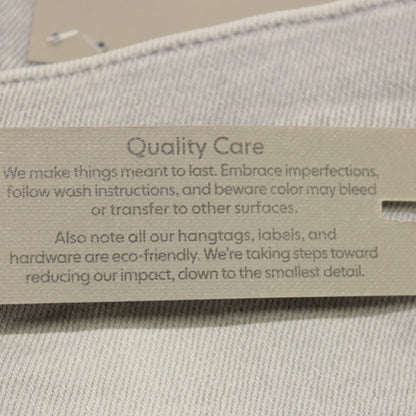 Quality Care
We make things meant to last. Embrace imperfections,
follow wash instructions, and beware color may bleed
or transfer to other surfaces.
Also note all our hangtags, labels, and
hardware are eco-friendly. We're taking steps toward
reducing our impact, down to the smallest detail.